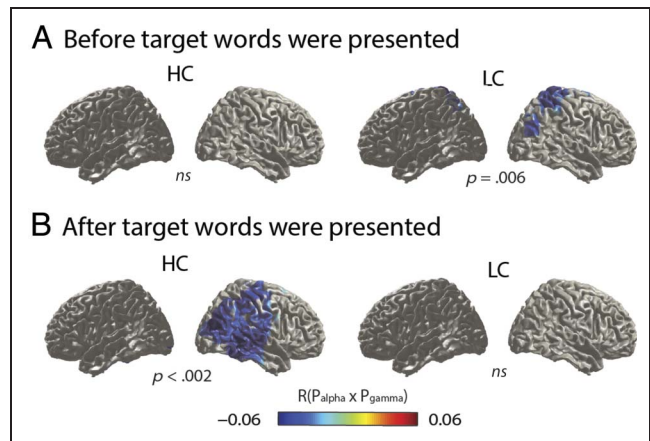 A Before target words were presented
HC
LC
ns
p = .006
B After target words were presented
HC
LC
p < .002
ns
R(Palpha x Pgamma)
−0.06
0.06